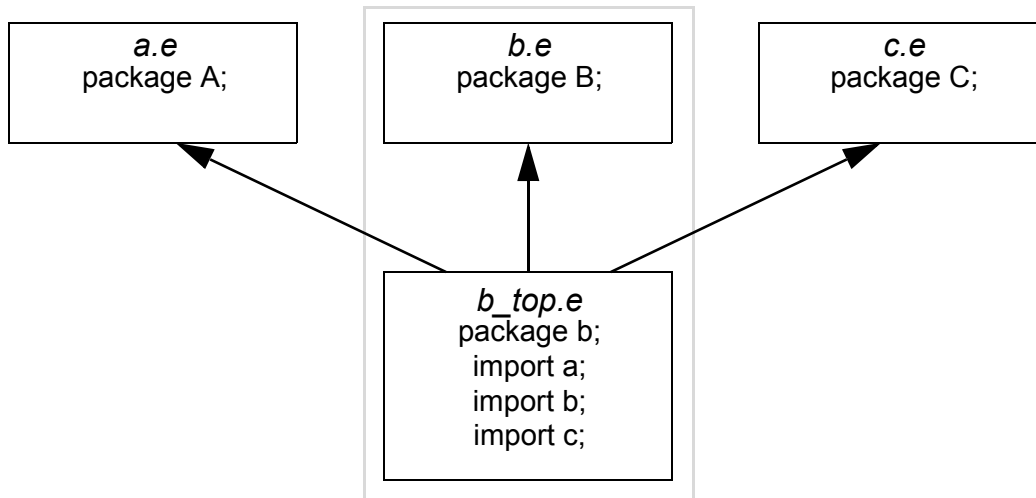 a.e
package A;
b.e
package B;
c.e
package C;
b_top.e
package b;
import a;
import b;
import c;